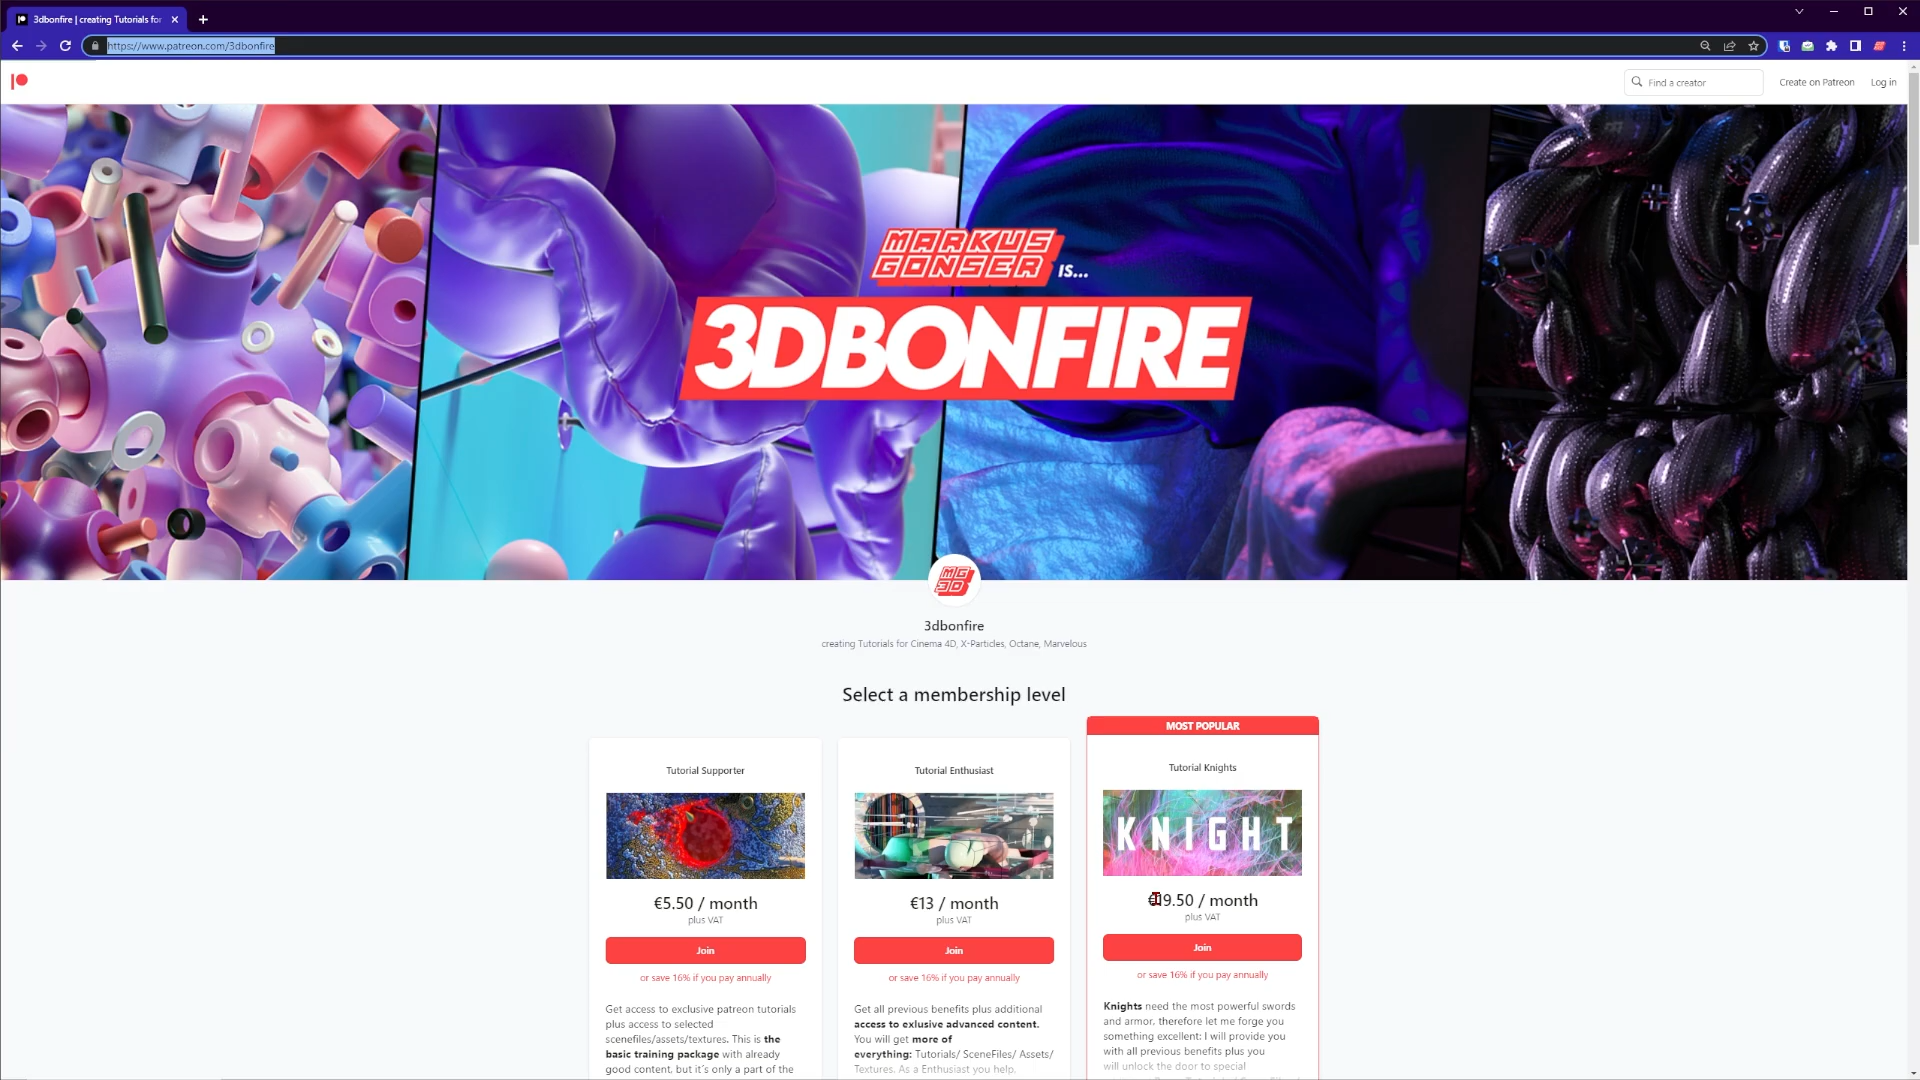 3dbonfire | creating Tutorials for
https://www.patreon.com/3dbonfire
Find a creator
Create on Patreon
Log in
MARKUS
GONSER IS...
3DBONFIRE
MG
3D
3dbonfire
creating Tutorials for Cinema 4D, X-Particles, Octane, Marvelous
Select a membership level
Tutorial Supporter
€5.50 / month
plus VAT
Join
or save 16% if you pay annually
Get access to exclusive patreon tutorials
plus access to selected
scenefiles/assets/textures. This is the
basic training package with already
good content, but it´s only a part of the
Tutorial Enthusiast
€13 / month
plus VAT
Join
or save 16% if you pay annually
Get all previous benefits plus additional
access to exlusive advanced content.
You will get more of
everything: Tutorials/ SceneFiles/ Assets/
Textures. As a Enthusiast you help.
MOST POPULAR
Tutorial Knights
KNIGHT
€19.50 / month
plus VAT
Join
or save 16% if you pay annually
Knights need the most powerful swords
and armor, therefore let me forge you
something excellent: I will provide you
with all previous benefits plus you
will unlock the door to special